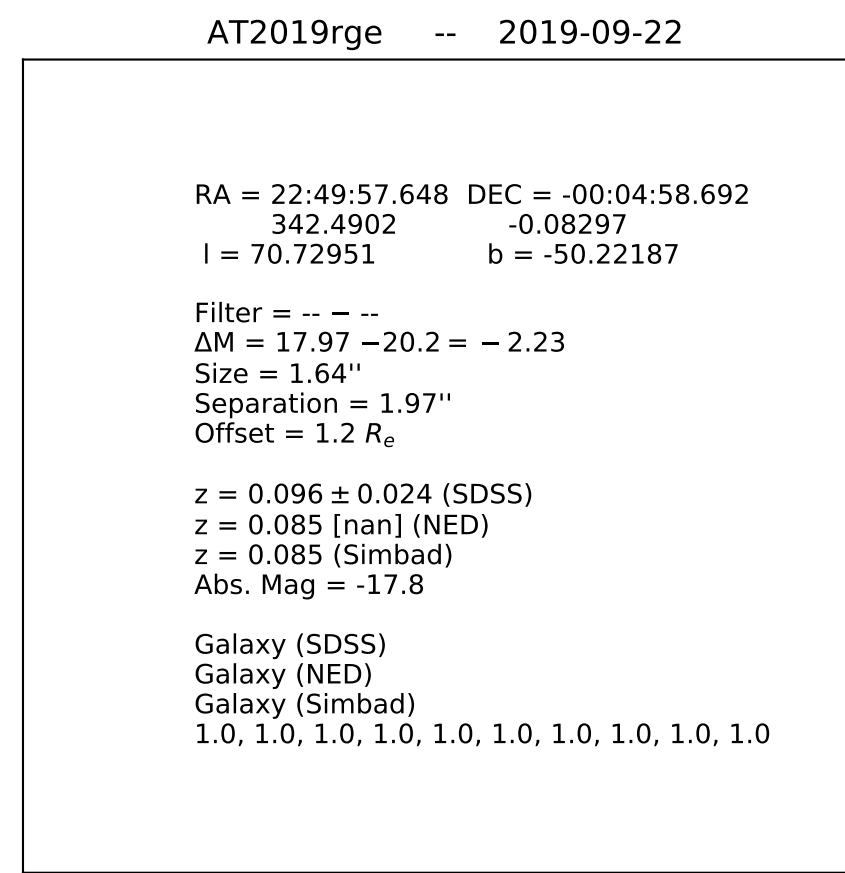 AT2019rge -- 2019-09-22
RA = 22:49:57.648 DEC = -00:04:58.692
342.4902 -0.08297
l = 70.72951 b = -50.22187
Filter = -- − --
ΔM = 17.97 −20.2 = − 2.23
Size = 1.64''
Separation = 1.97''
Offset = 1.2 Re
z = 0.096 ± 0.024 (SDSS)
z = 0.085 [nan] (NED)
z = 0.085 (Simbad)
Abs. Mag = -17.8
Galaxy (SDSS)
Galaxy (NED)
Galaxy (Simbad)
1.0, 1.0, 1.0, 1.0, 1.0, 1.0, 1.0, 1.0, 1.0, 1.0